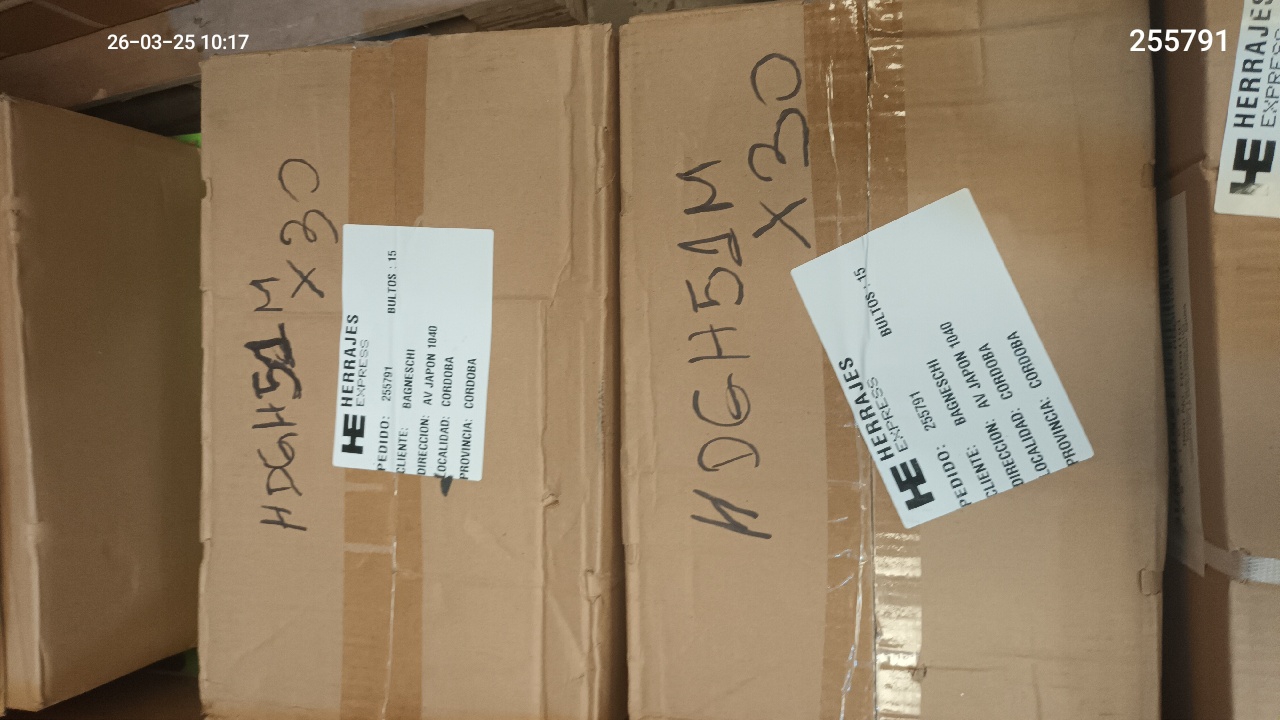 26-03-25 10:17
255791
HDGH51M
X30
HE HERRAJES
EXPRESS
PEDIDO: 255791 BULTOS : 15
CLIENTE: BAGNESCHI
DIRECCION: AV JAPON 1040
LOCALIDAD: CORDOBA
PROVINCIA: CORDOBA
HDGH51M
X30
HE HERRAJES
EXPRESS
PEDIDO: 255791 BULTOS : 15
CLIENTE: BAGNESCHI
DIRECCION: AV JAPON 1040
LOCALIDAD: CORDOBA
PROVINCIA: CORDOBA
HE HERRAJES
EXPRESS